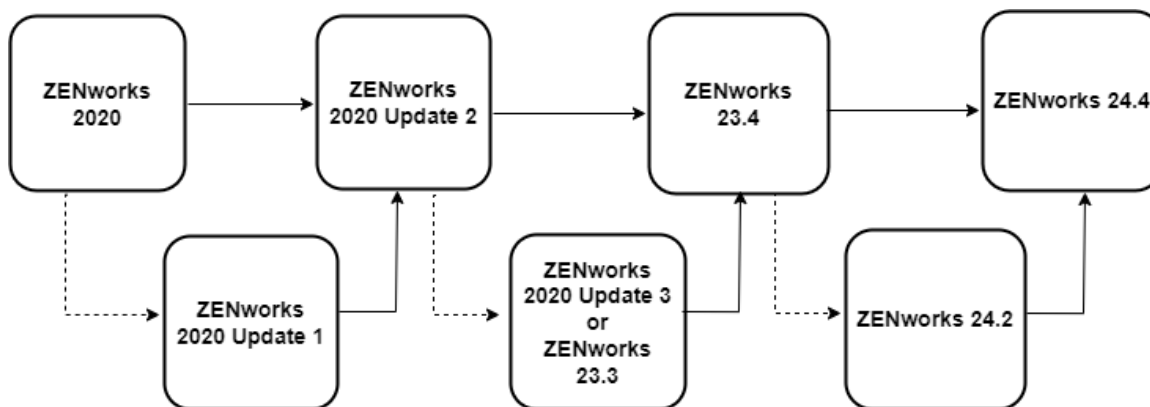 ZENworks
2020
ZENworks
2020 Update 2
ZENworks
23.4
ZENworks 24.4
ZENworks
2020 Update 1
ZENworks
2020 Update 3
or
ZENworks
23.3
ZENworks 24.2